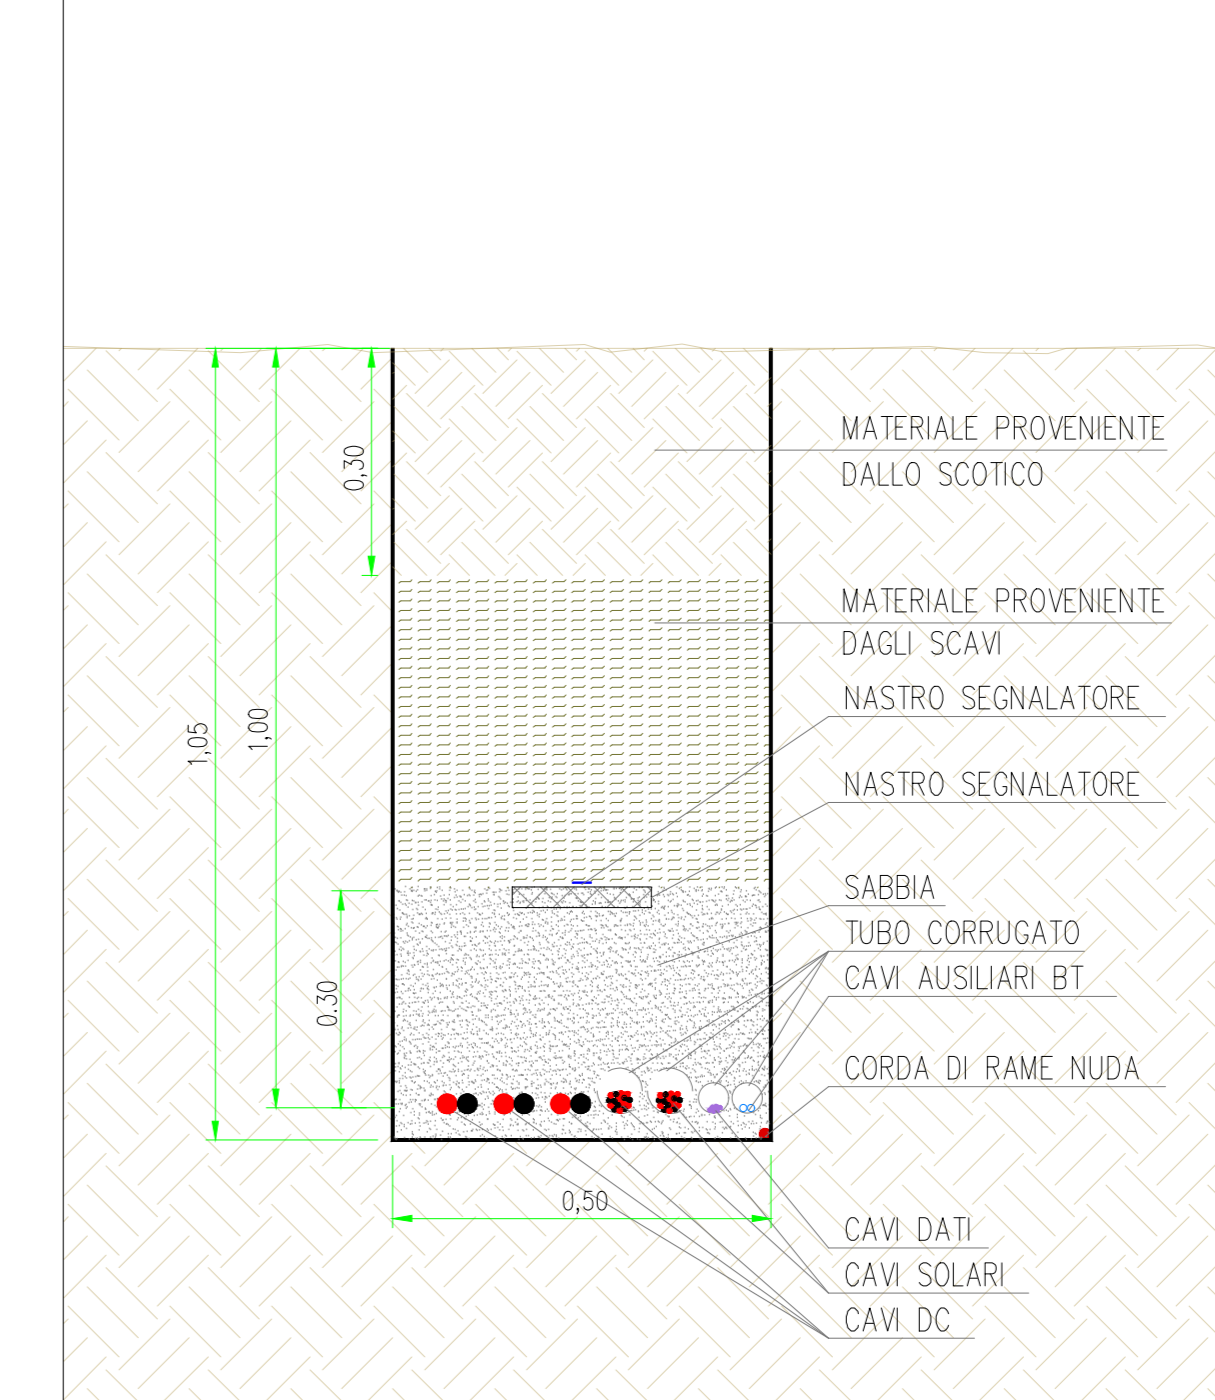 MATERIALE PROVENIENTE
DALLO SCOTICO
0,30
MATERIALE PROVENIENTE
DAGLI SCAVI
NASTRO SEGNALATORE
1,05
1,00
NASTRO SEGNALATORE
SABBIA
TUBO CORRUGATO
CAVI AUSILIARI BT
0.30
CORDA DI RAME NUDA
0,50
CAVI DATI
CAVI SOLARI
CAVI DC